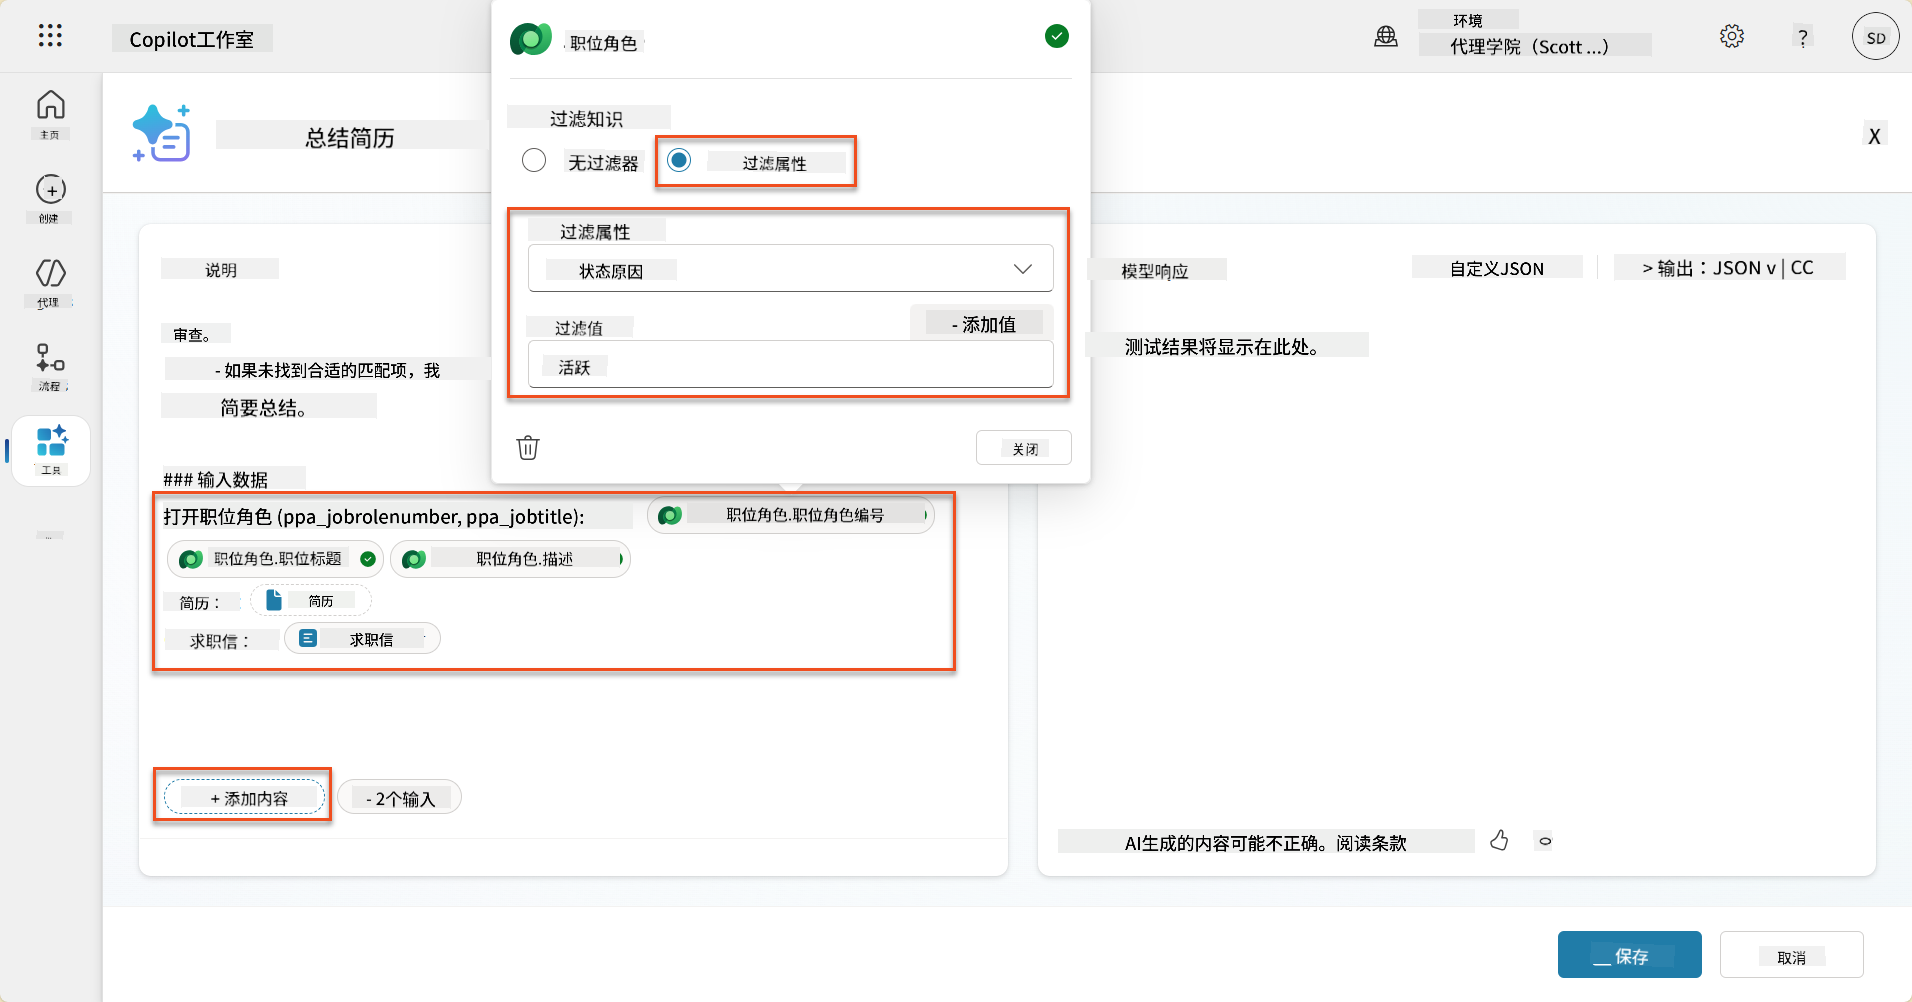 Copilot工作室
职位角色
环境
代理学院（Scott ...）
?
SD
主页
创建
代理
流程
工具
总结简历
X
过滤知识
无过滤器
过滤属性
过滤属性
状态原因
过滤值
- 添加值
活跃
关闭
说明
审查。
- 如果未找到合适的匹配项，我
简要总结。
### 输入数据
打开职位角色 (ppa_jobrolenumber, ppa_jobtitle):
职位角色.职位角色编号
职位角色.职位标题
职位角色.描述
简历：
简历
求职信：
求职信
+ 添加内容
- 2个输入
模型响应
自定义JSON
> 输出：JSON v | CC
测试结果将显示在此处。
AI生成的内容可能不正确。阅读条款
__ 保存
取消